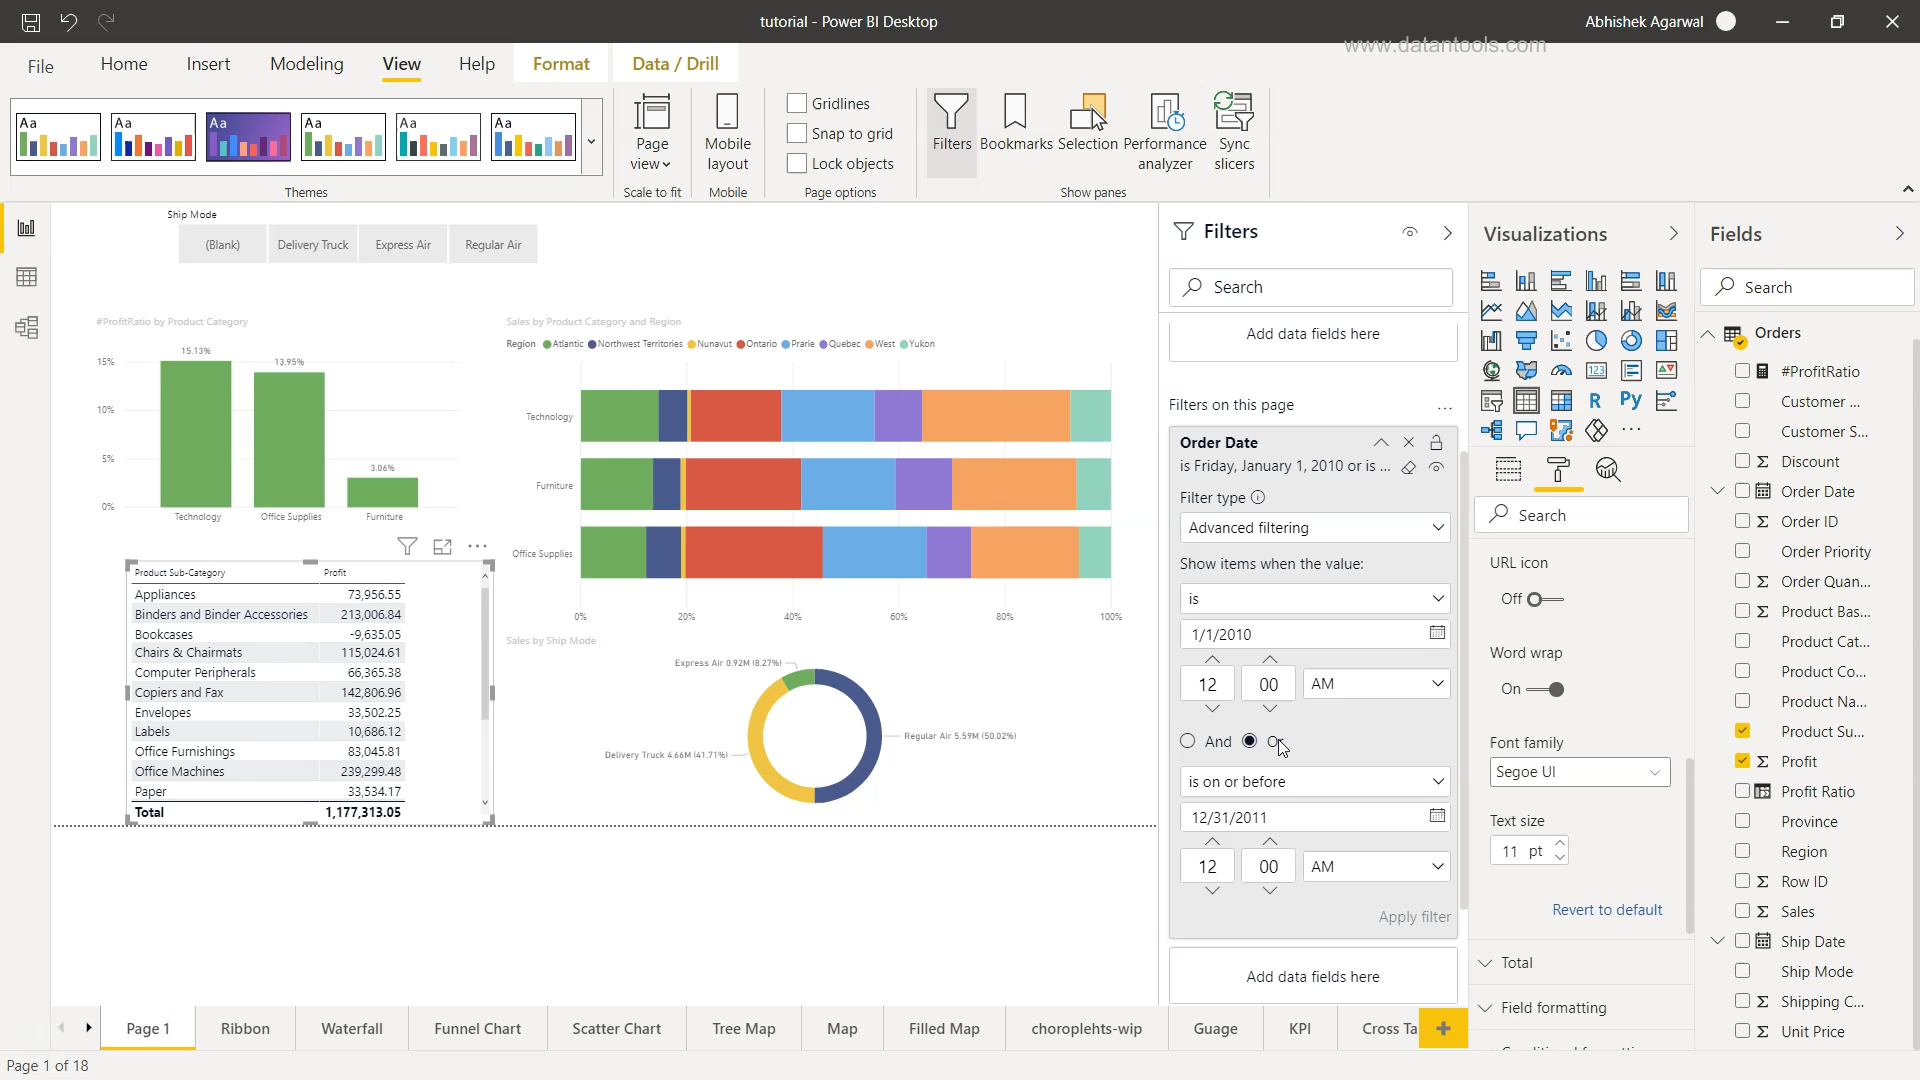 tutorial - Power BI Desktop
Abhishek Agarwal
www.datantools.com
File
Home
Insert
Modeling
View
Help
Format
Data / Drill
Aa
Aa
Aa
Aa
Aa
Aa
Themes
Page view
Scale to fit
Mobile layout
Mobile
Gridlines
Snap to grid
Lock objects
Page options
Filters
Bookmarks
Selection
Performance analyzer
Sync slicers
Show panes
Ship Mode
(Blank)
Delivery Truck
Express Air
Regular Air
#ProfitRatio by Product Category
15%
10%
5%
0%
15.13%
13.95%
3.06%
Technology
Office Supplies
Furniture
Sales by Product Category and Region
Region Atlantic Northwest Territories Nunavut Ontario Prarie Quebec West Yukon
Technology
Furniture
Office Supplies
0% 20% 40% 60% 80% 100%
Product Sub-Category Profit
Appliances 73,956.55
Binders and Binder Accessories 213,006.84
Bookcases -9,635.05
Chairs & Chairmats 115,024.61
Computer Peripherals 66,365.38
Copiers and Fax 142,806.96
Envelopes 33,502.25
Labels 10,686.12
Office Furnishings 83,045.81
Office Machines 239,299.48
Paper 33,534.17
Total 1,177,313.05
Sales by Ship Mode
Express Air 0.92M (8.27%)
Delivery Truck 4.66M (41.71%)
Regular Air 5.59M (50.02%)
Filters
Search
Add data fields here
Filters on this page
Order Date
is Friday, January 1, 2010 or is ...
Filter type
Advanced filtering
Show items when the value:
is
1/1/2010
12 00 AM
And
is on or before
12/31/2011
12 00 AM
Apply filter
Add data fields here
Visualizations
123
R
Py
Search
URL icon
Off
Word wrap
On
Font family
Segoe UI
Text size
11 pt
Revert to default
Total
Field formatting
Fields
Search
Orders
#ProfitRatio
Customer ...
Customer S...
Discount
Order Date
Order ID
Order Priority
Order Quan...
Product Bas...
Product Cat...
Product Co...
Product Na...
Product Su...
Profit
Profit Ratio
Province
Region
Row ID
Sales
Ship Date
Ship Mode
Shipping C...
Unit Price
Page 1
Ribbon
Waterfall
Funnel Chart
Scatter Chart
Tree Map
Map
Filled Map
choroplehts-wip
Guage
KPI
Cross Ta
Page 1 of 18